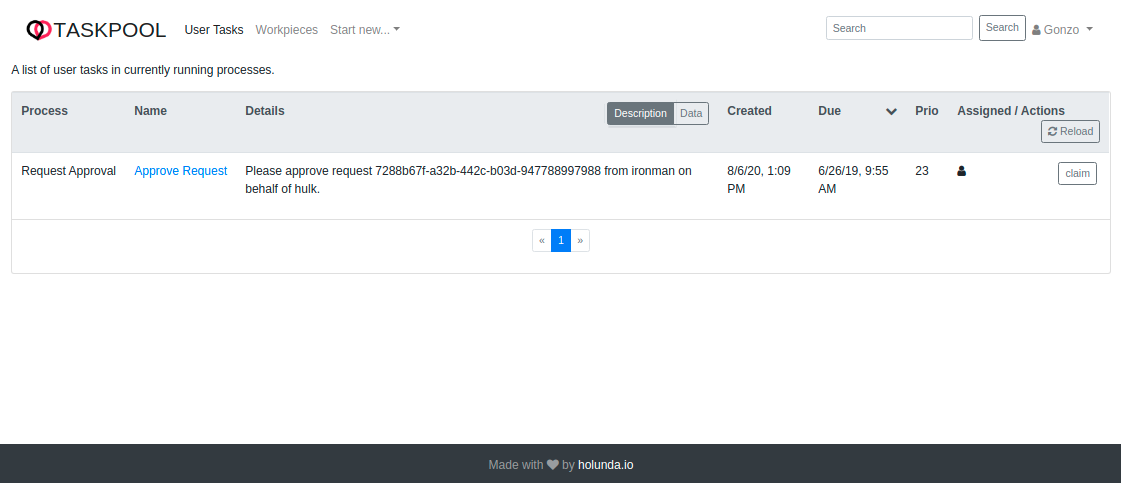 TASKPOOL User Tasks Workpieces Start new... Search Search Gonzo
A list of user tasks in currently running processes.
Process Name Details Description Data Created Due Prio Assigned / Actions
Reload
Request Approval Approve Request Please approve request 7288b67f-a32b-442c-b03d-947788997988 from ironman on 8/6/20, 1:09 6/26/19, 9:55 23 claim
behalf of hulk. PM AM
« 1 »
Made with ❤ by holunda.io